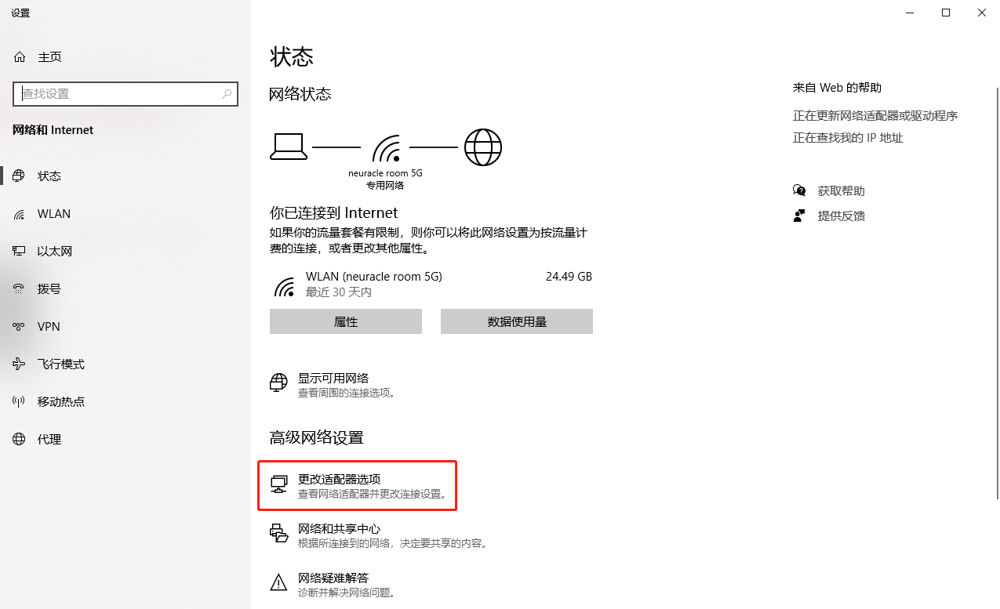 设置
主页
查找设置
网络和 Internet
状态
WLAN
以太网
拨号
VPN
飞行模式
移动热点
代理
状态
网络状态
neuracle room 5G
专用网络
你已连接到 Internet
如果你的流量套餐有限制，则你可以将此网络设置为按流量计
费的连接，或者更改其他属性。
WLAN (neuracle room 5G)
24.49 GB
最近 30 天内
属性
数据使用量
显示可用网络
查看周围的连接选项。
高级网络设置
更改适配器选项
查看网络适配器并更改连接设置。
网络和共享中心
根据所连接到的网络，决定要共享的内容。
网络疑难解答
诊断并解决网络问题。
来自 Web 的帮助
正在更新网络适配器或驱动程序
正在查找我的 IP 地址
获取帮助
提供反馈